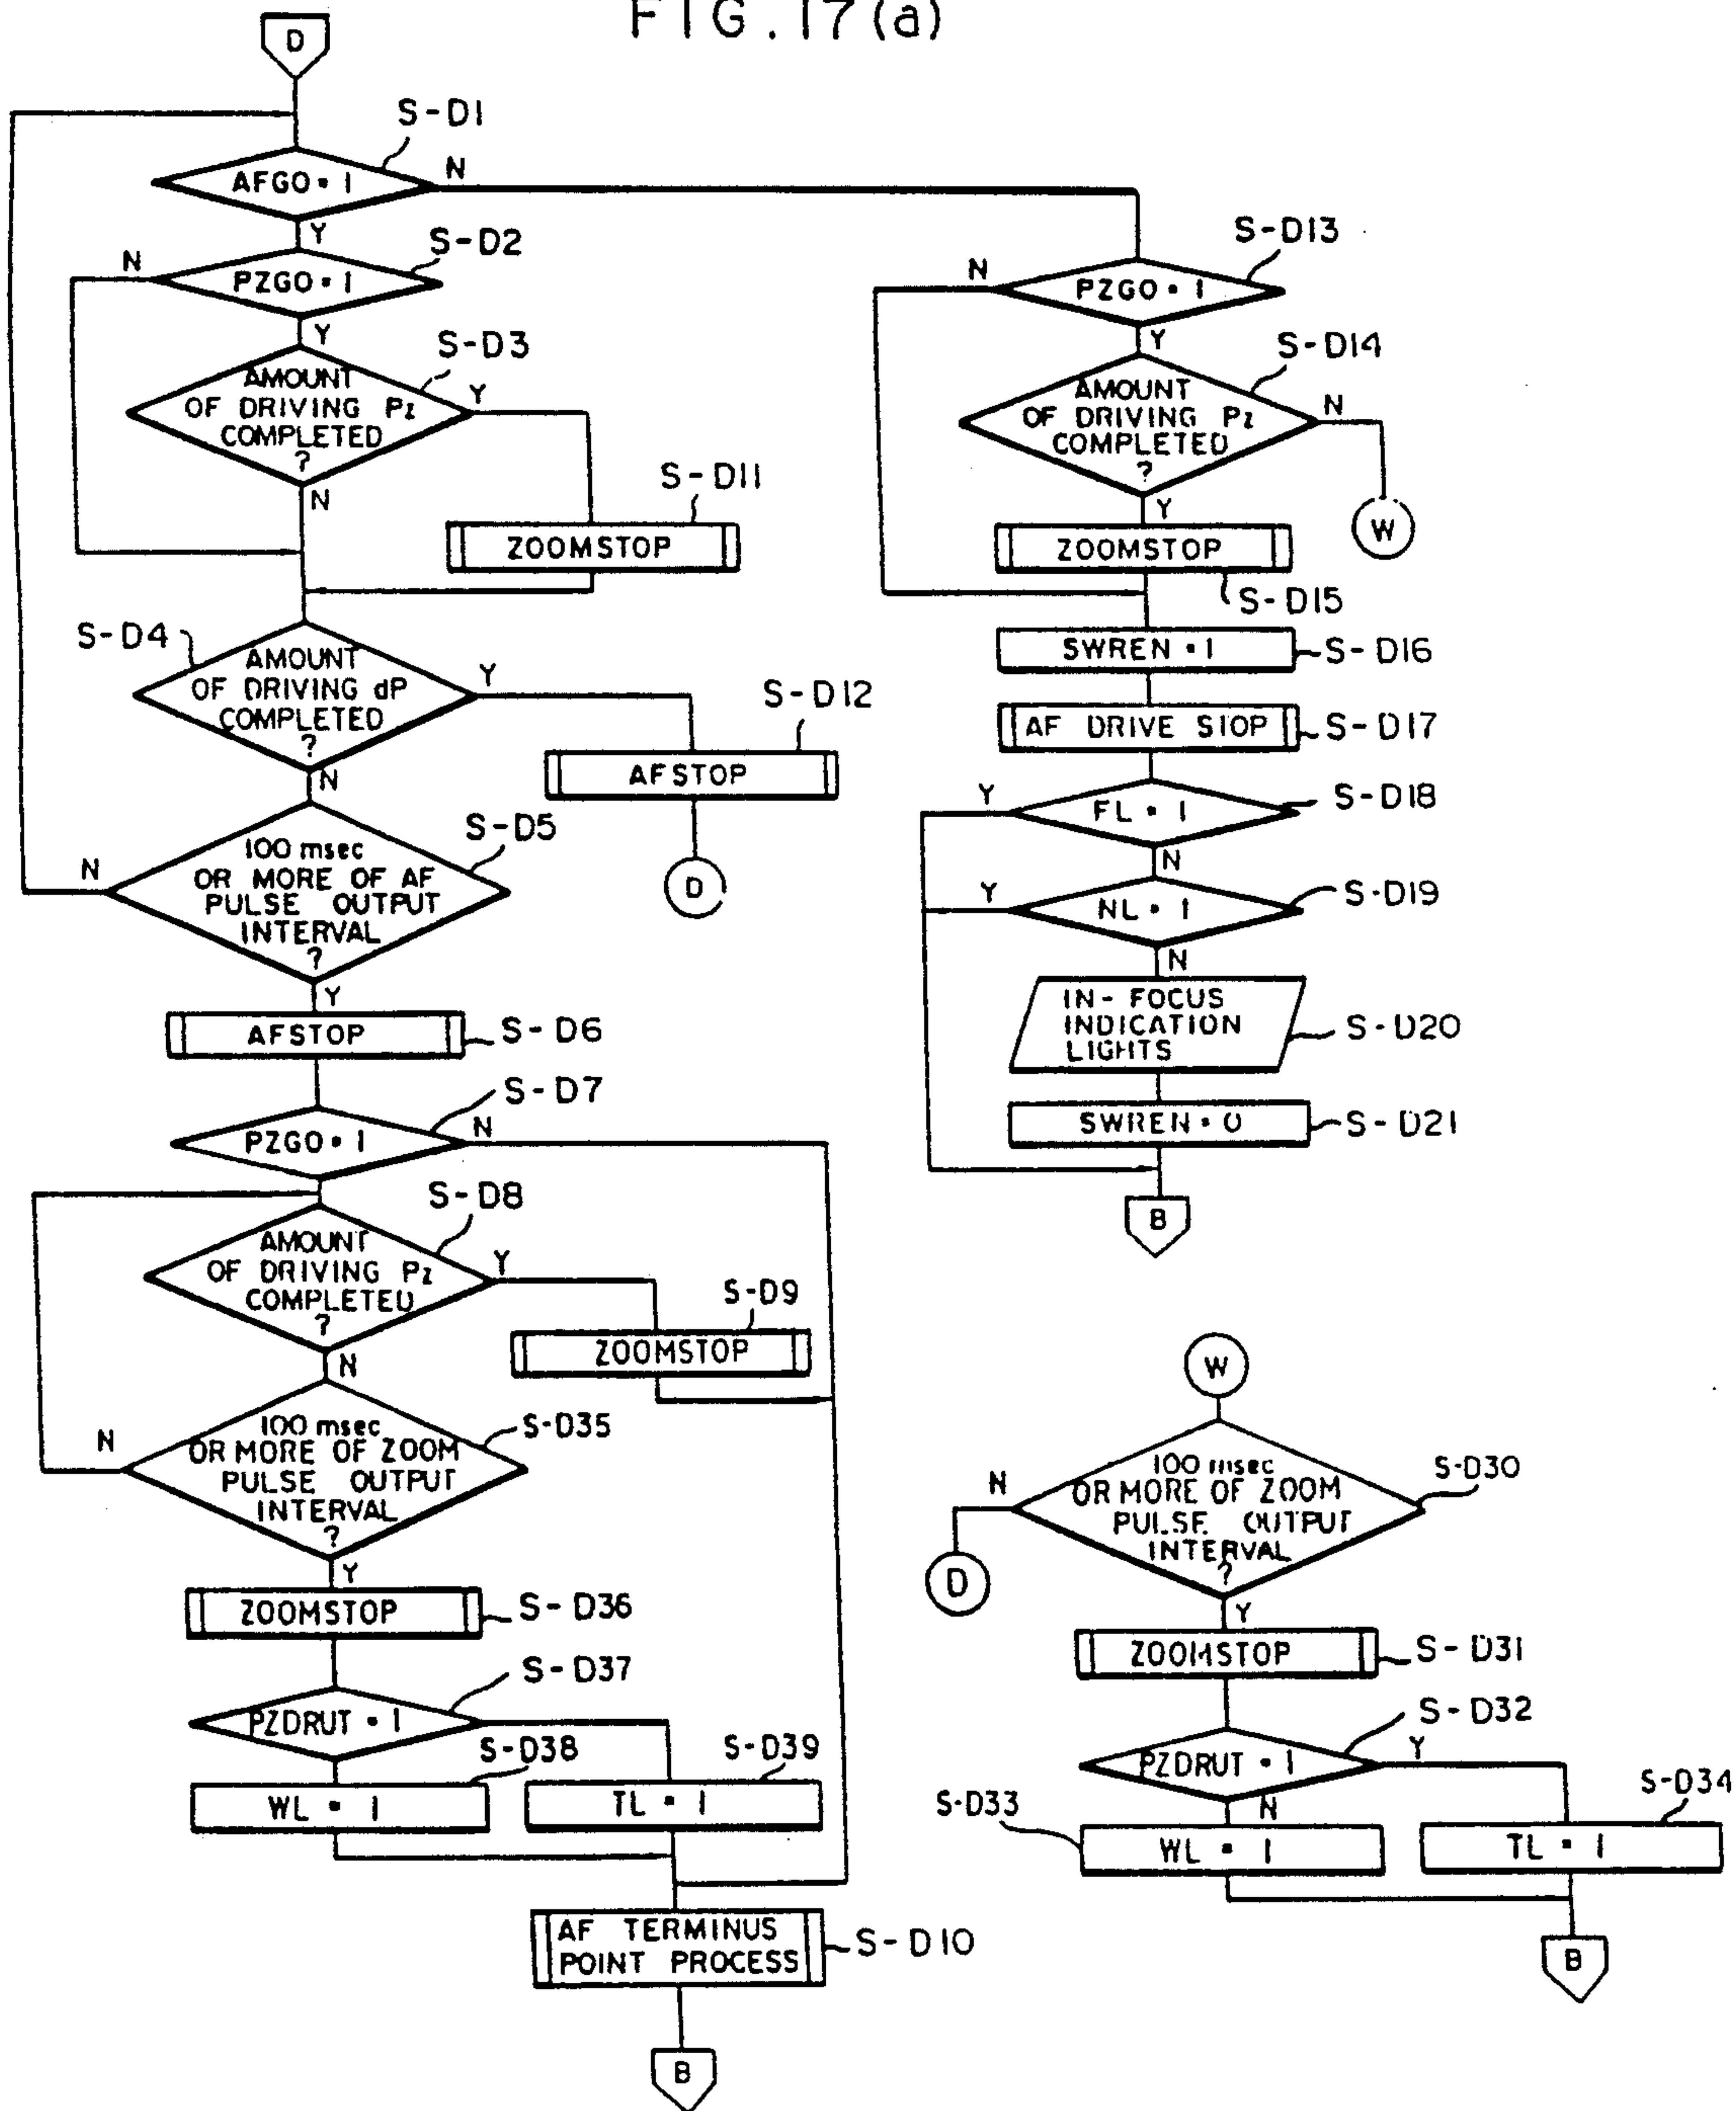 FIG. 17(a)
D
S-D1
AFGO = 1
N
Y
S-D2
N
PZGO = 1
Y
S-D3
AMOUNT
OF DRIVING Pz
COMPLETED
?
Y
N
S-D11
ZOOMSTOP
S-D4
AMOUNT
OF DRIVING dP
COMPLETED
?
Y
N
S-D12
AFSTOP
D
S-D5
100 msec
OR MORE OF AF
PULSE OUTPUT
INTERVAL
?
N
Y
AFSTOP
S-D6
S-D7
PZGO = 1
N
S-D8
AMOUNT
OF DRIVING Pz
COMPLETED
?
Y
N
S-D9
ZOOMSTOP
100 msec
OR MORE OF ZOOM
PULSE OUTPUT
INTERVAL
?
S-D35
N
Y
ZOOMSTOP
S-D36
S-D37
PZDRUT = 1
S-D38
WL = 1
S-D39
TL = 1
AF TERMINUS
POINT PROCESS
S-D10
B
S-D13
N
PZGO = 1
Y
S-D14
AMOUNT
OF DRIVING Pz
COMPLETED
?
N
Y
W
ZOOMSTOP
S-D15
SWREN = 1
S-D16
AF DRIVE STOP
S-D17
Y
FL = 1
S-D18
N
Y
NL = 1
S-D19
N
IN-FOCUS
INDICATION
LIGHTS
S-D20
SWREN = 0
S-D21
B
W
100 msec
OR MORE OF ZOOM
PULSE OUTPUT
INTERVAL
?
S-D30
N
D
Y
ZOOMSTOP
S-D31
S-D32
PZDRUT = 1
Y
N
S-D33
WL = 1
S-D34
TL = 1
B